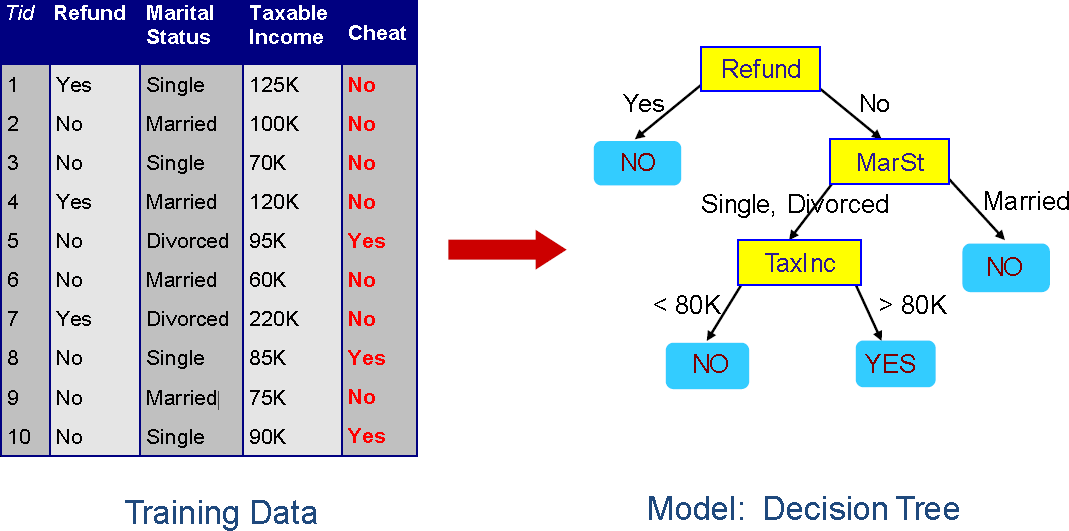 Tid Refund Marital Status Taxable Income Cheat
1 Yes Single 125K No
2 No Married 100K No
3 No Single 70K No
4 Yes Married 120K No
5 No Divorced 95K Yes
6 No Married 60K No
7 Yes Divorced 220K No
8 No Single 85K Yes
9 No Married 75K No
10 No Single 90K Yes
Training Data
Refund
Yes No
NO MarSt
Single, Divorced Married
TaxInc NO
< 80K > 80K
NO YES
Model: Decision Tree